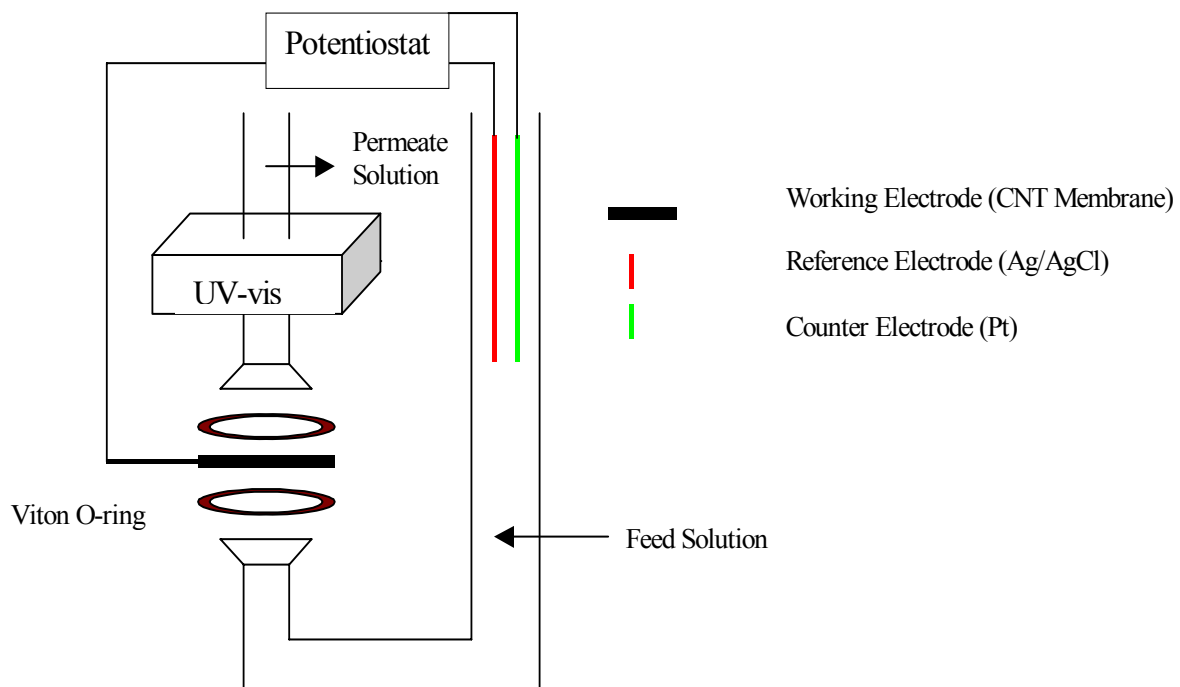 Potentiostat
Permeate
Solution
UV-vis
Viton O-ring
Feed Solution
Working Electrode (CNT Membrane)
Reference Electrode (Ag/AgCl)
Counter Electrode (Pt)